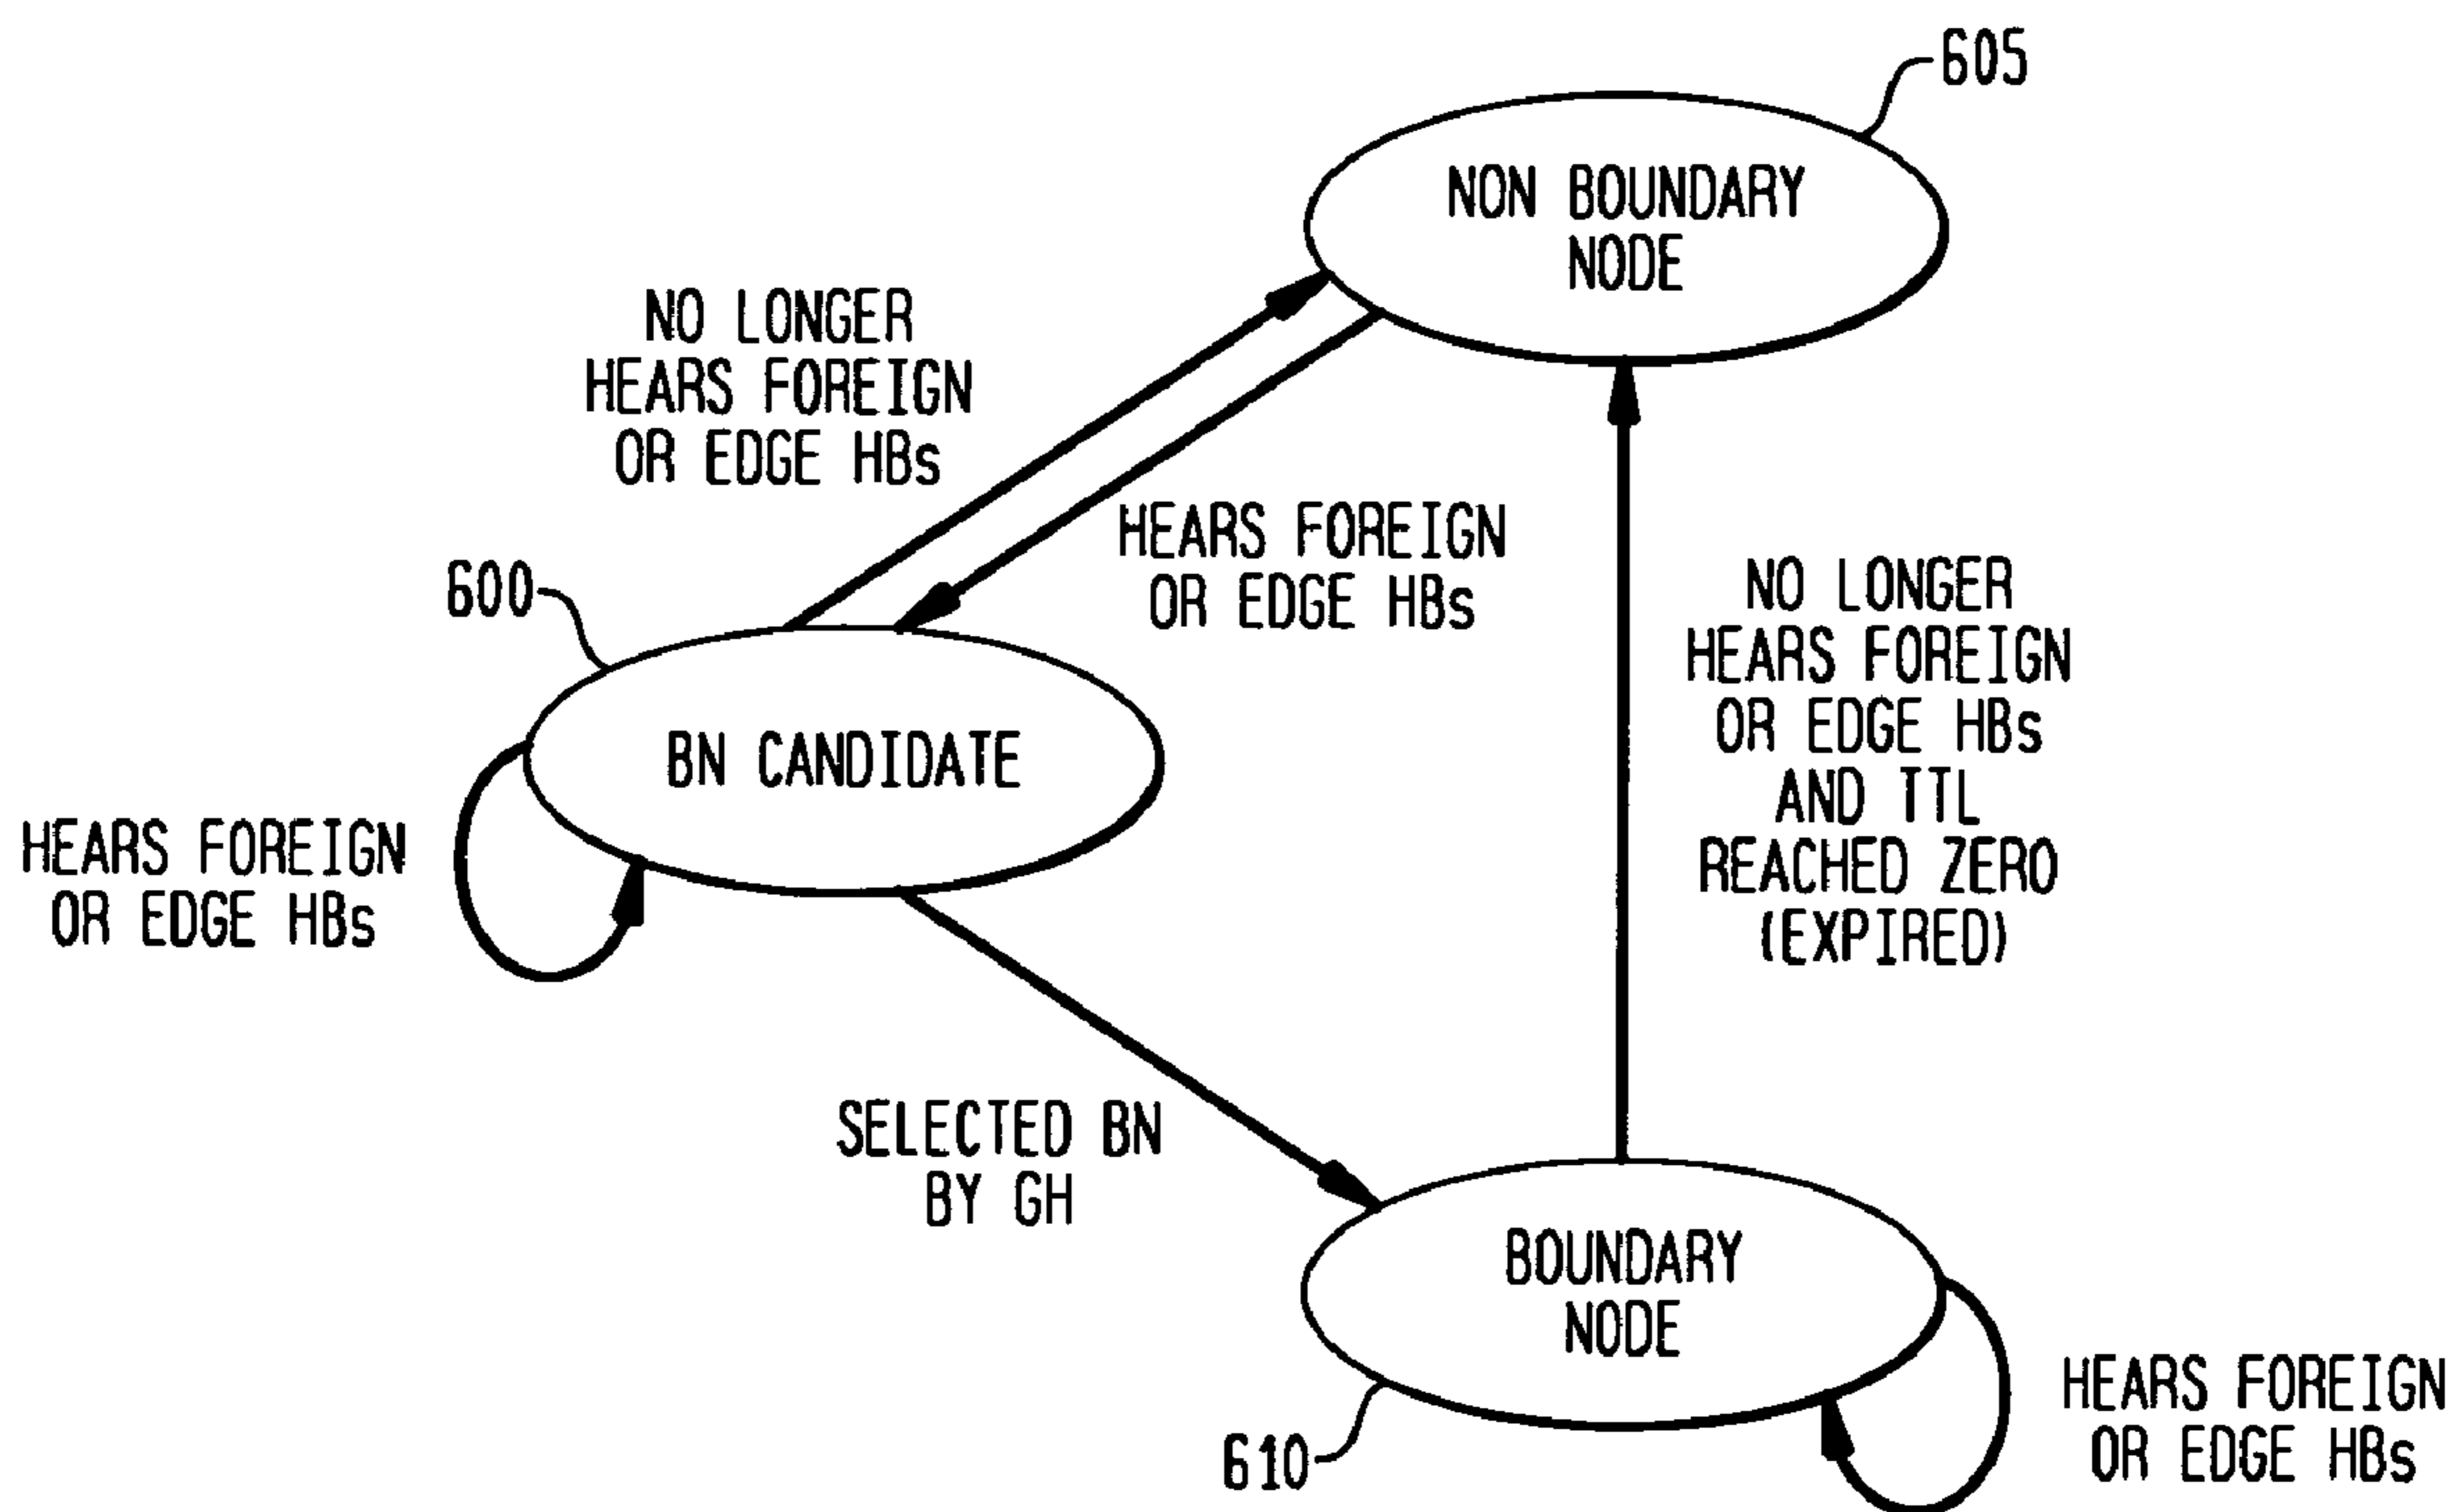 605
NON BOUNDARY
NODE
NO LONGER
HEARS FOREIGN
OR EDGE HBs
HEARS FOREIGN
OR EDGE HBs
600
NO LONGER
HEARS FOREIGN
OR EDGE HBs
AND TTL
REACHED ZERO
(EXPIRED)
BN CANDIDATE
HEARS FOREIGN
OR EDGE HBs
SELECTED BN
BY GH
BOUNDARY
NODE
HEARS FOREIGN
OR EDGE HBs
610